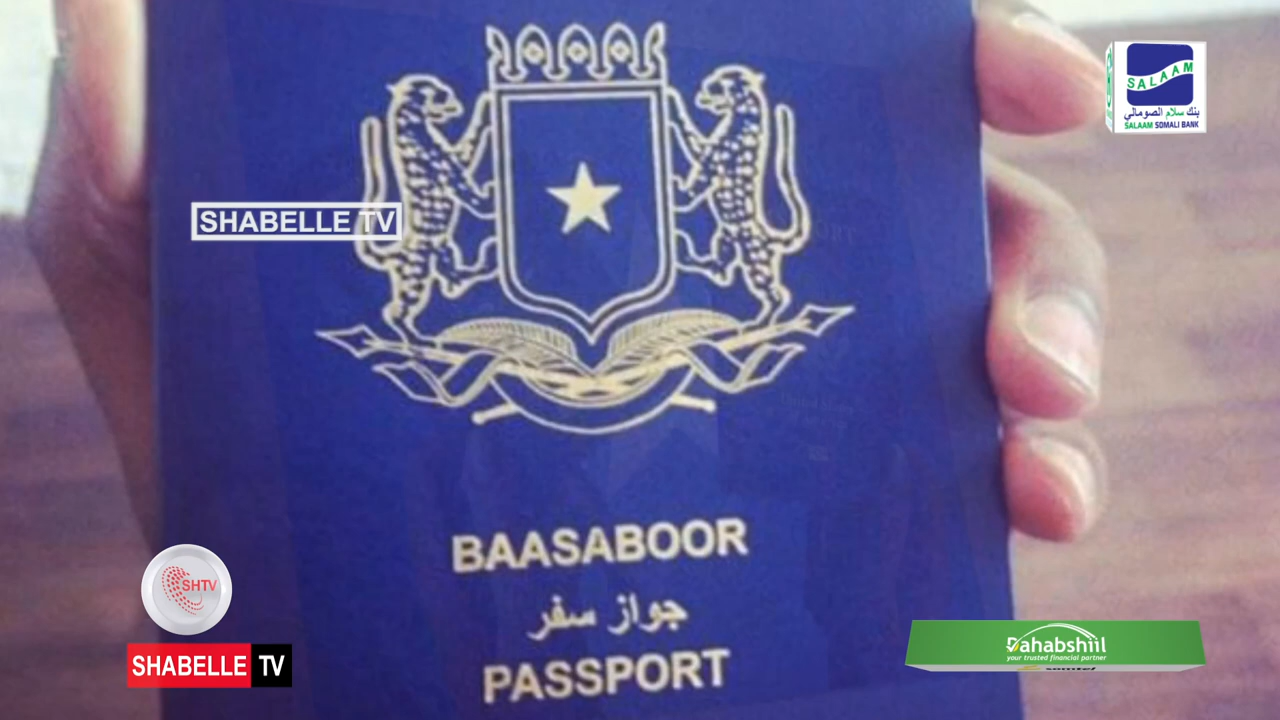 SALAAM
بنك سلام الصومالي
SALAAM SOMALI BANK
SHABELLE TV
BAASABOOR
جواز سفر
PASSPORT
SHTV
SHABELLE TV
Dahabshiil
your trusted financial partner